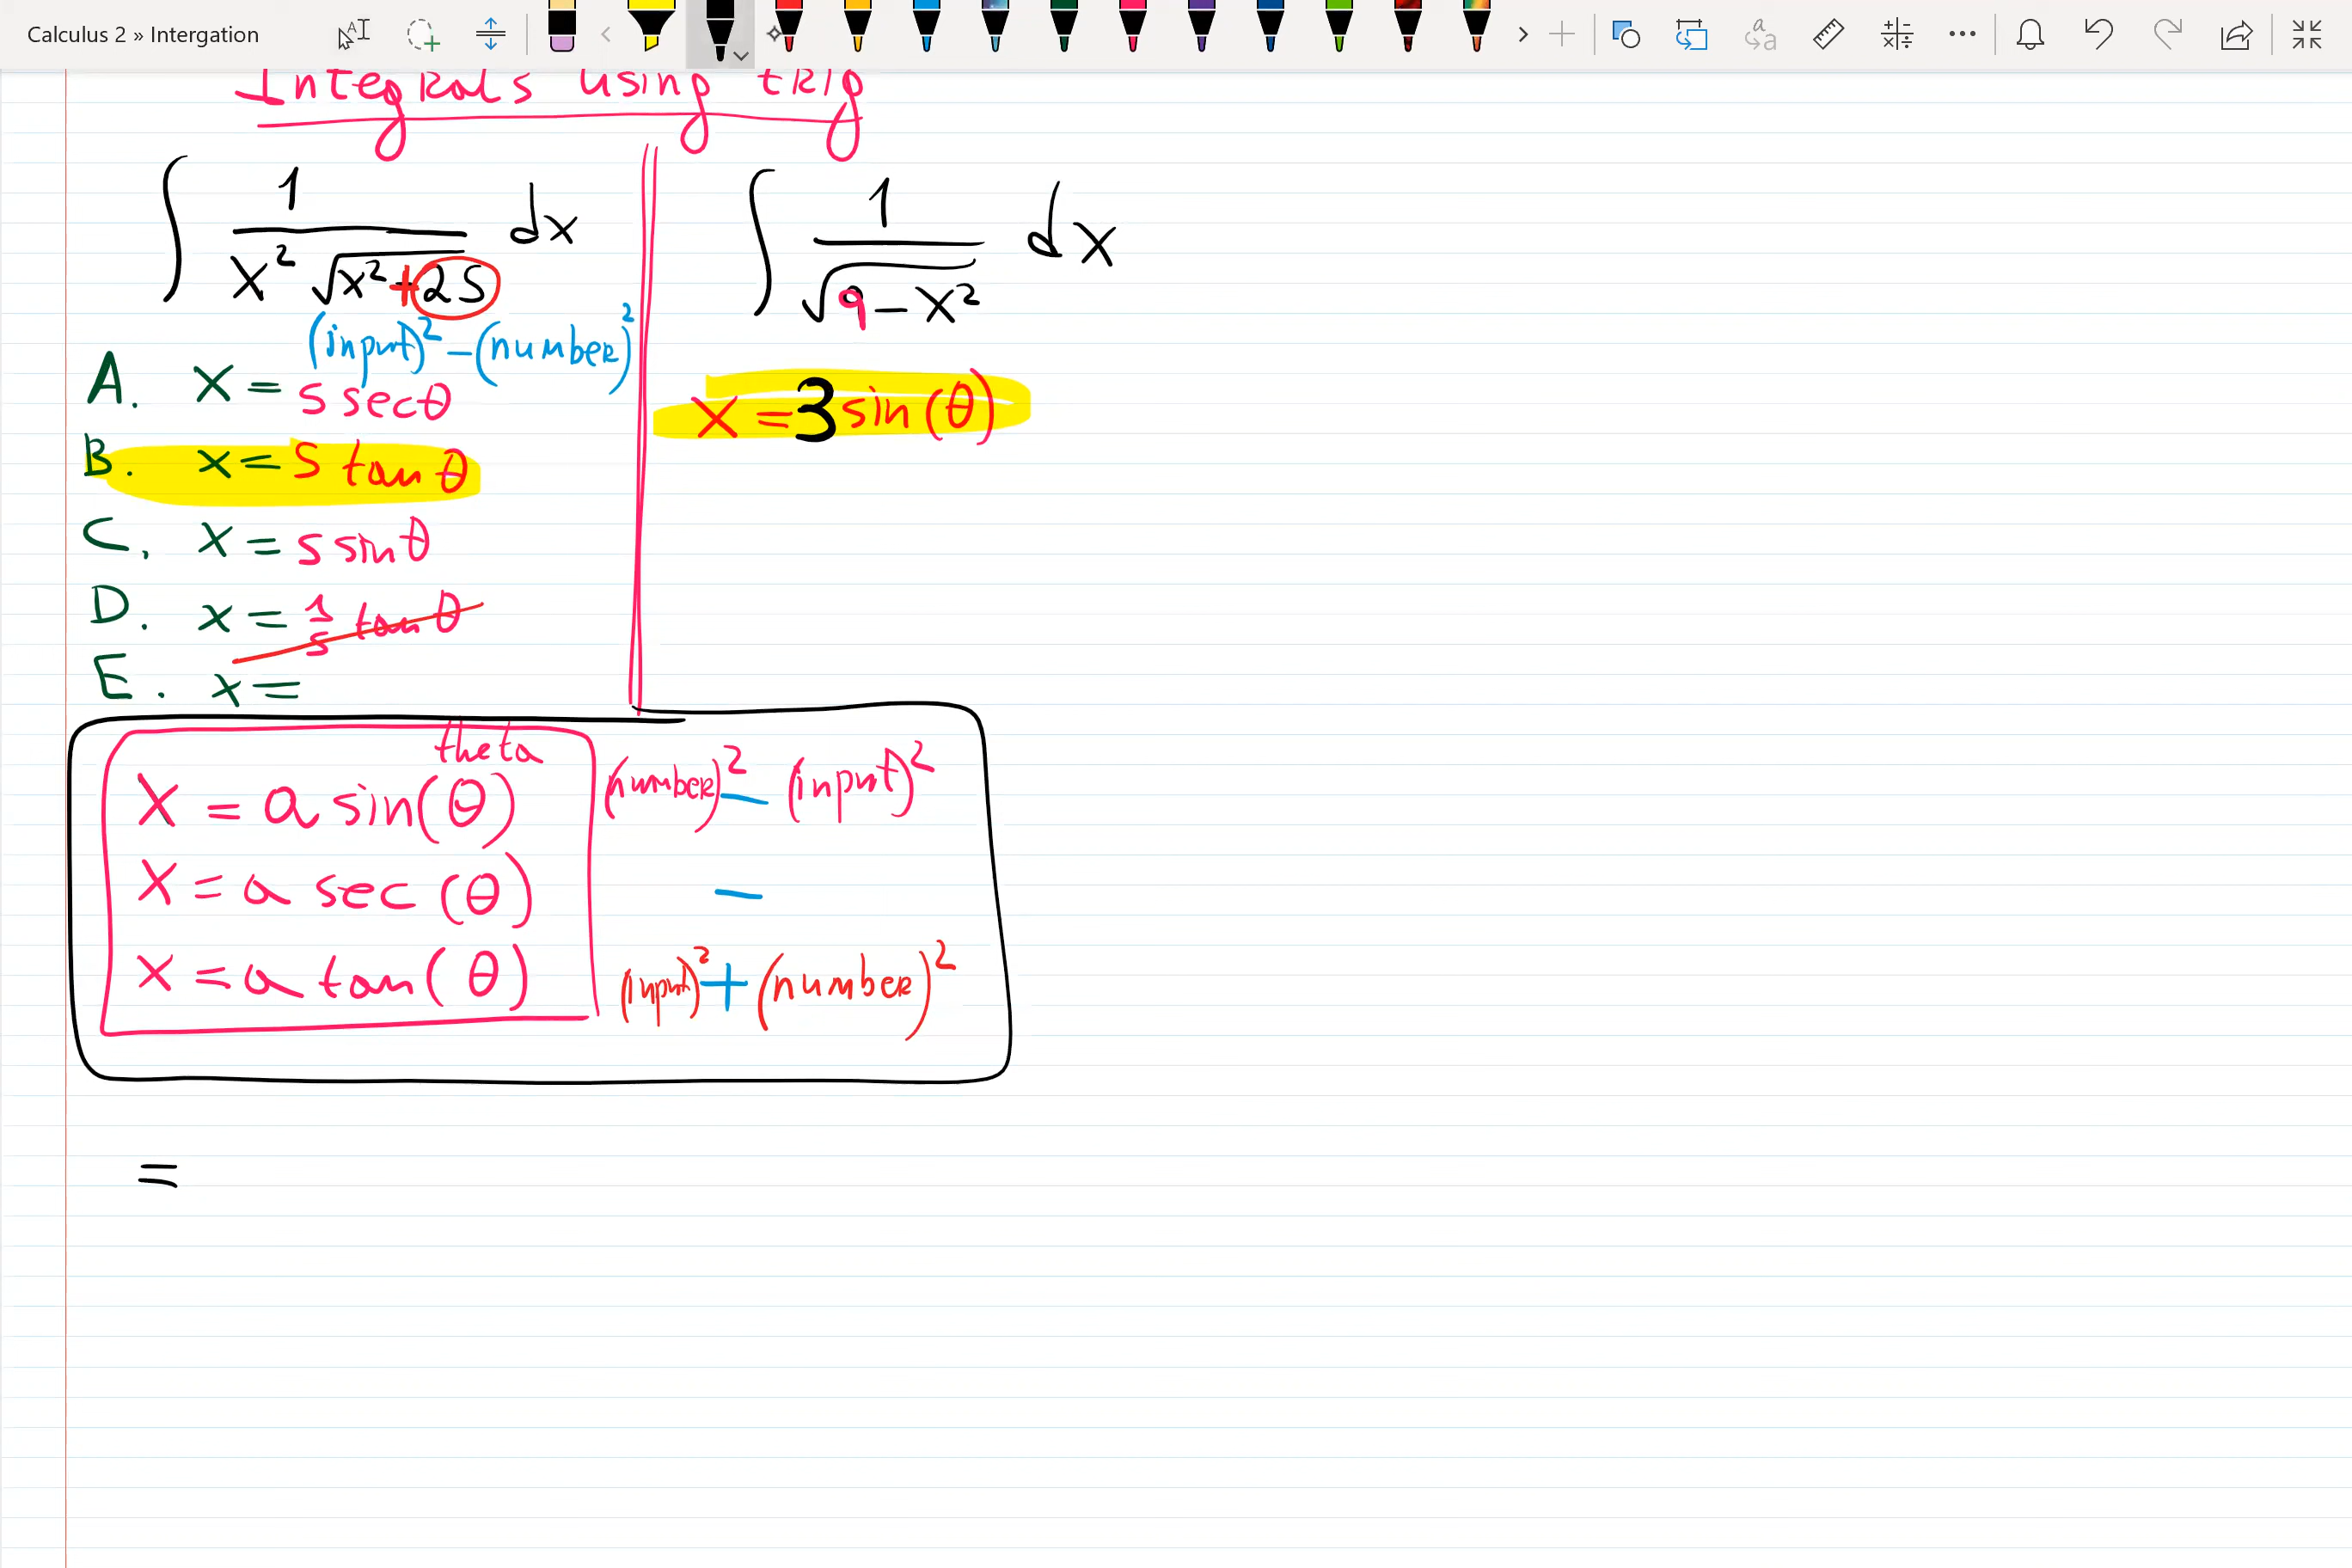 Calculus 2 » Intergation
Integrals using trig
∫ 1 / (x² √(x² + 25)) dx
(input)² − (number)²
A. x = 5 sec θ
B. x = 5 tan θ
C. x = 5 sin θ
D. x = 1/5 tan θ
E. x =
∫ 1 / √(9 − x²) dx
x = 3 sin(θ)
theta
x = a sin(θ) (number)² − (input)²
x = a sec(θ) −
x = a tan(θ) (input)² + (number)²
=